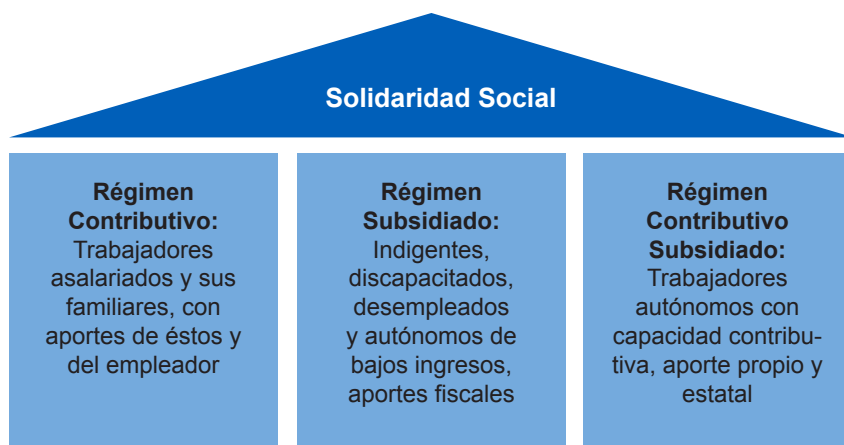 Solidaridad Social
Régimen
Contributivo:
Trabajadores
asalariados y sus
familiares, con
aportes de éstos y
del empleador
Régimen
Subsidiado:
Indigentes,
discapacitados,
desempleados
y autónomos de
bajos ingresos,
aportes fiscales
Régimen
Contributivo
Subsidiado:
Trabajadores
autónomos con
capacidad contribu-
tiva, aporte propio y
estatal